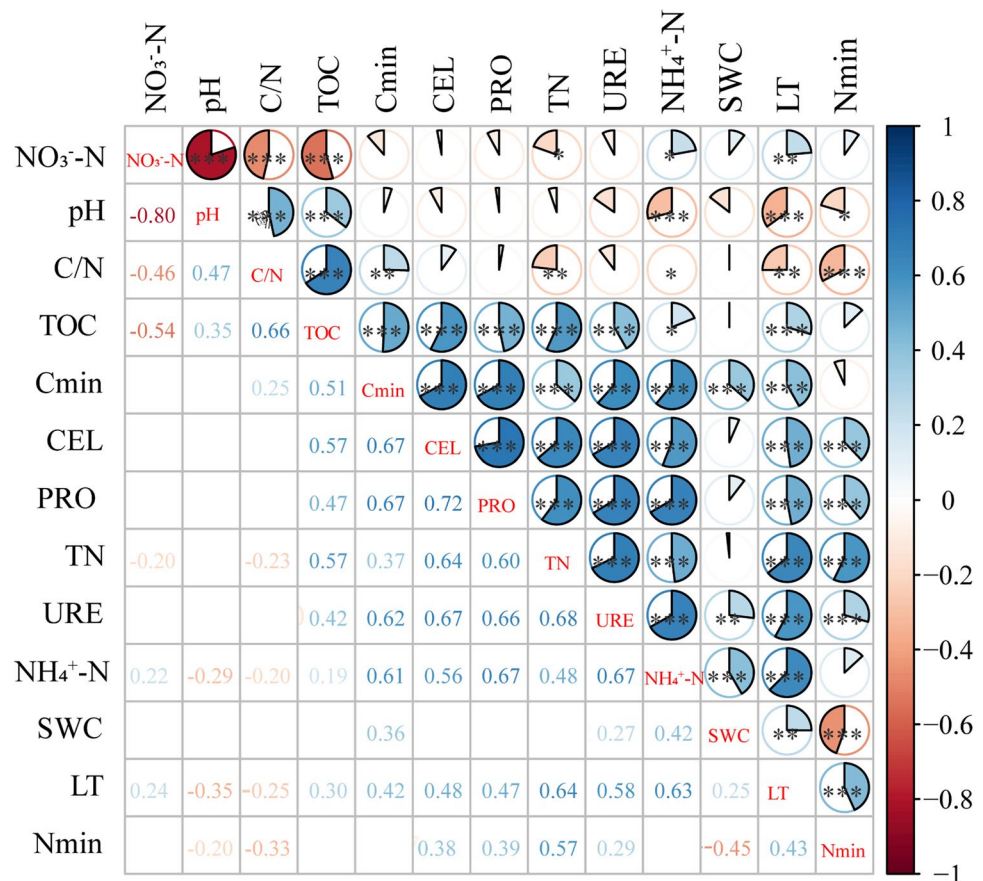 NO₃⁻-N pH C/N TOC Cmin CEL PRO TN URE NH₄⁺-N SWC LT Nmin
NO₃⁻-N NO₃⁻-N *** *** *** * * ** 1
pH -0.80 pH *** *** *** *** * 0.8
C/N -0.46 0.47 C/N *** ** ** * ** *** 0.6
TOC -0.54 0.35 0.66 TOC *** *** *** *** *** * *** 0.4
Cmin 0.25 0.51 Cmin *** *** *** *** *** *** *** 0.2
CEL 0.57 0.67 CEL *** *** *** *** *** ***
PRO 0.47 0.67 0.72 PRO *** *** *** *** *** 0
TN -0.20 -0.23 0.57 0.37 0.64 0.60 TN *** *** *** *** −0.2
URE 0.42 0.62 0.67 0.66 0.68 URE *** ** *** ***
NH₄⁺-N 0.22 -0.29 -0.20 0.19 0.61 0.56 0.67 0.48 0.67 NH₄⁺-N *** *** −0.4
SWC 0.36 0.27 0.42 SWC ** *** −0.6
LT 0.24 -0.35 -0.25 0.30 0.42 0.48 0.47 0.64 0.58 0.63 0.25 LT *** −0.8
Nmin -0.20 -0.33 0.38 0.39 0.57 0.29 -0.45 0.43 Nmin −1